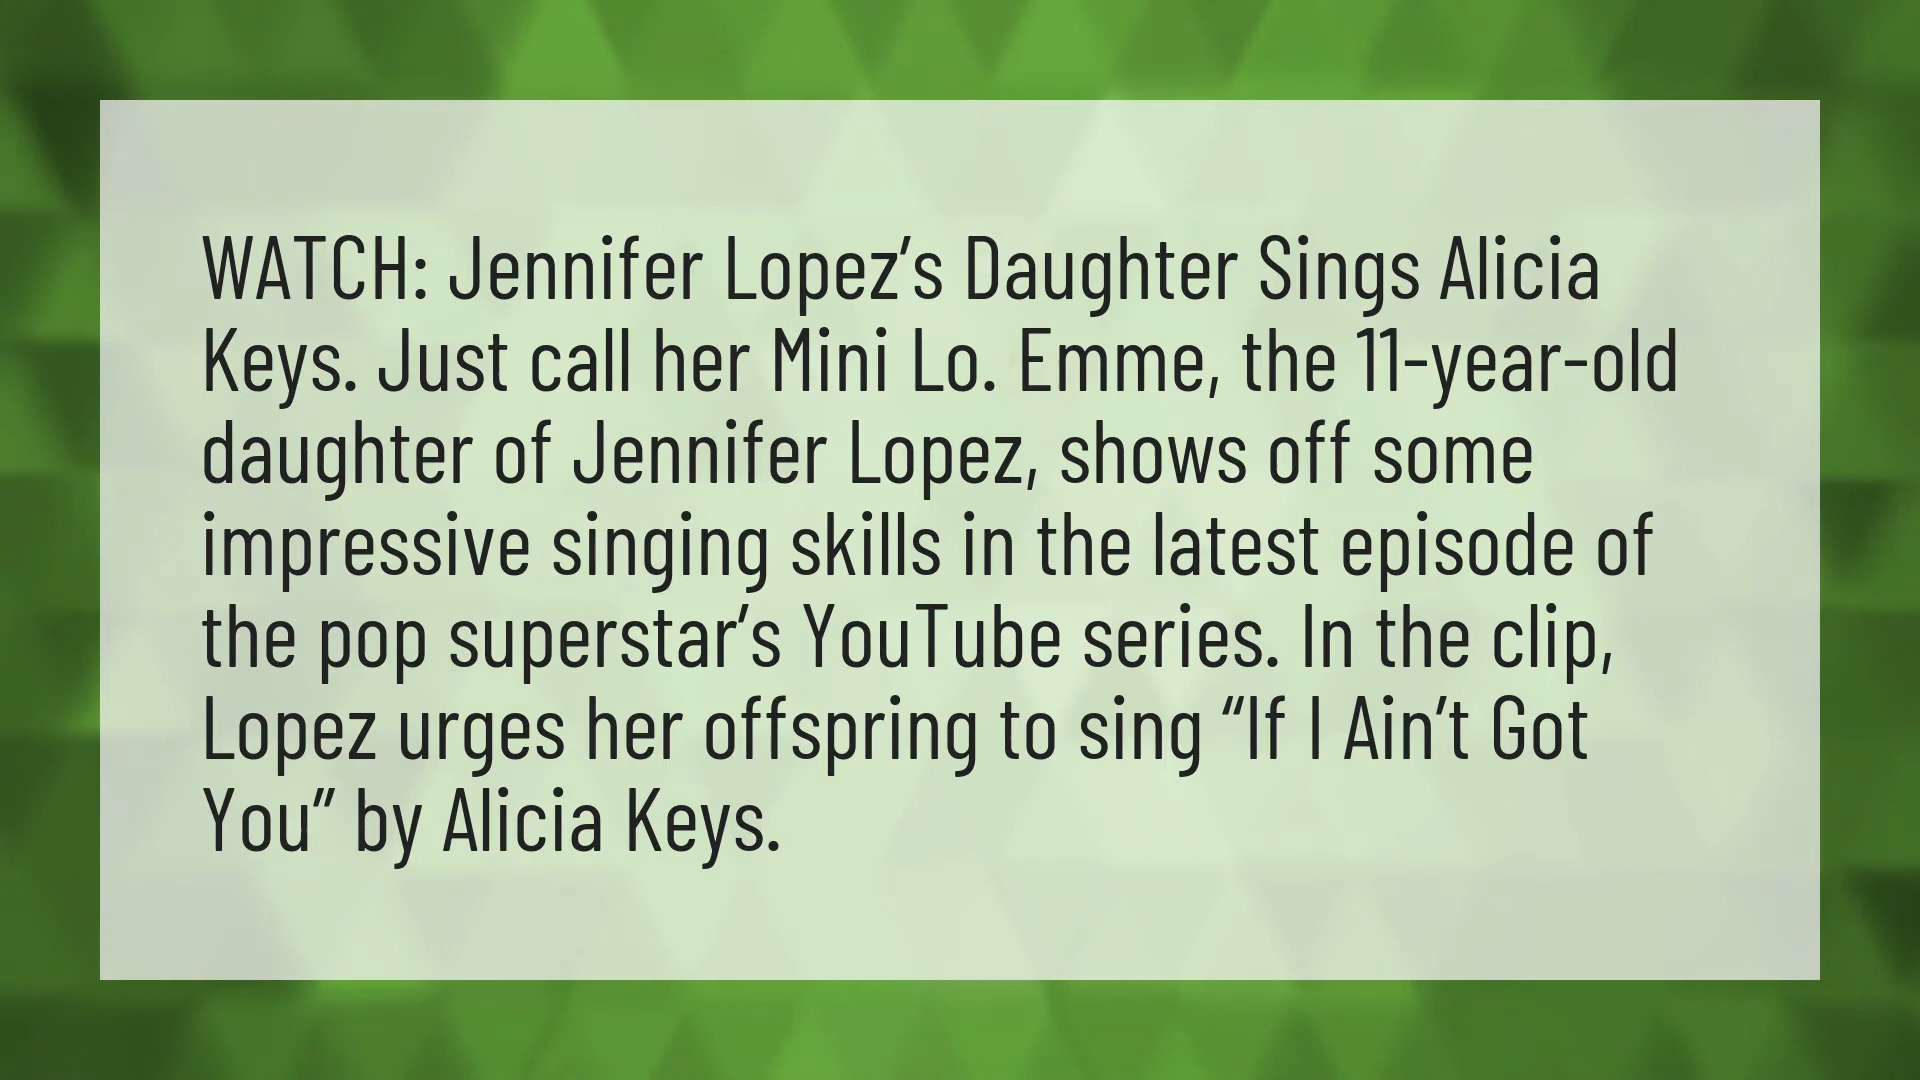 WATCH: Jennifer Lopez’s Daughter Sings Alicia
Keys. Just call her Mini Lo. Emme, the 11-year-old
daughter of Jennifer Lopez, shows off some
impressive singing skills in the latest episode of
the pop superstar’s YouTube series. In the clip,
Lopez urges her offspring to sing “If I Ain’t Got
You” by Alicia Keys.